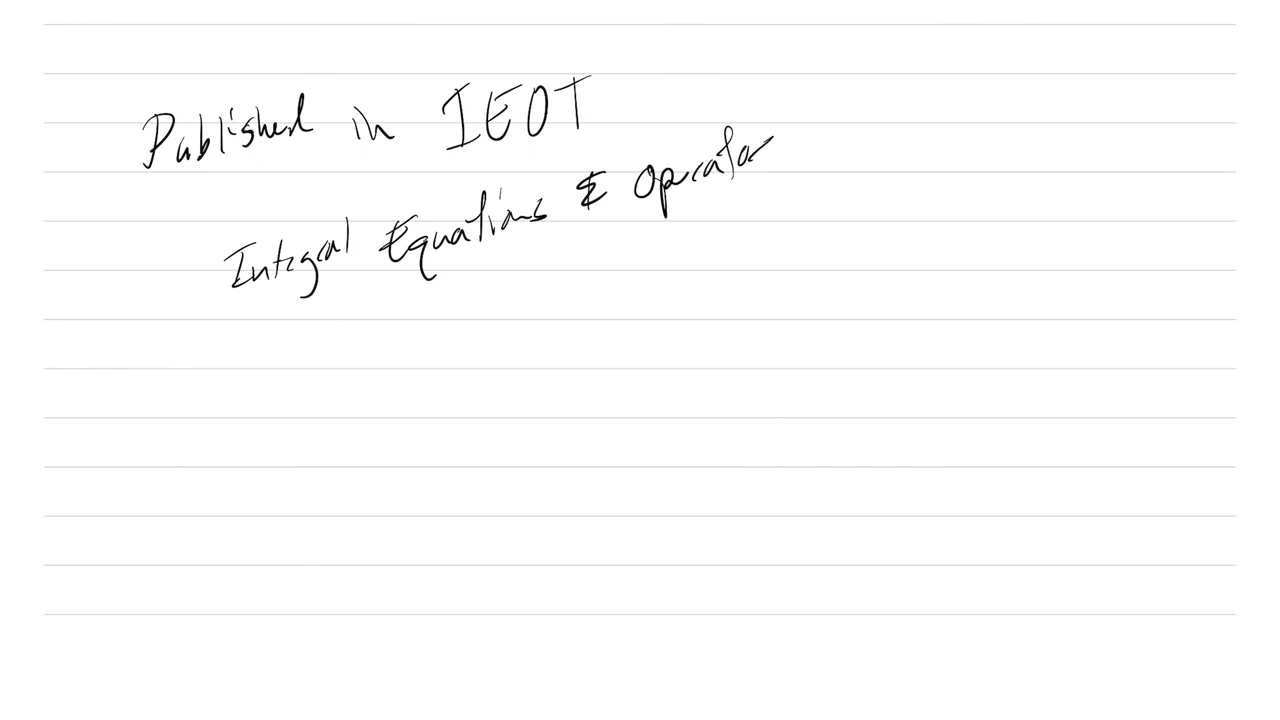 Published in IEOT
Integral Equations & Operator